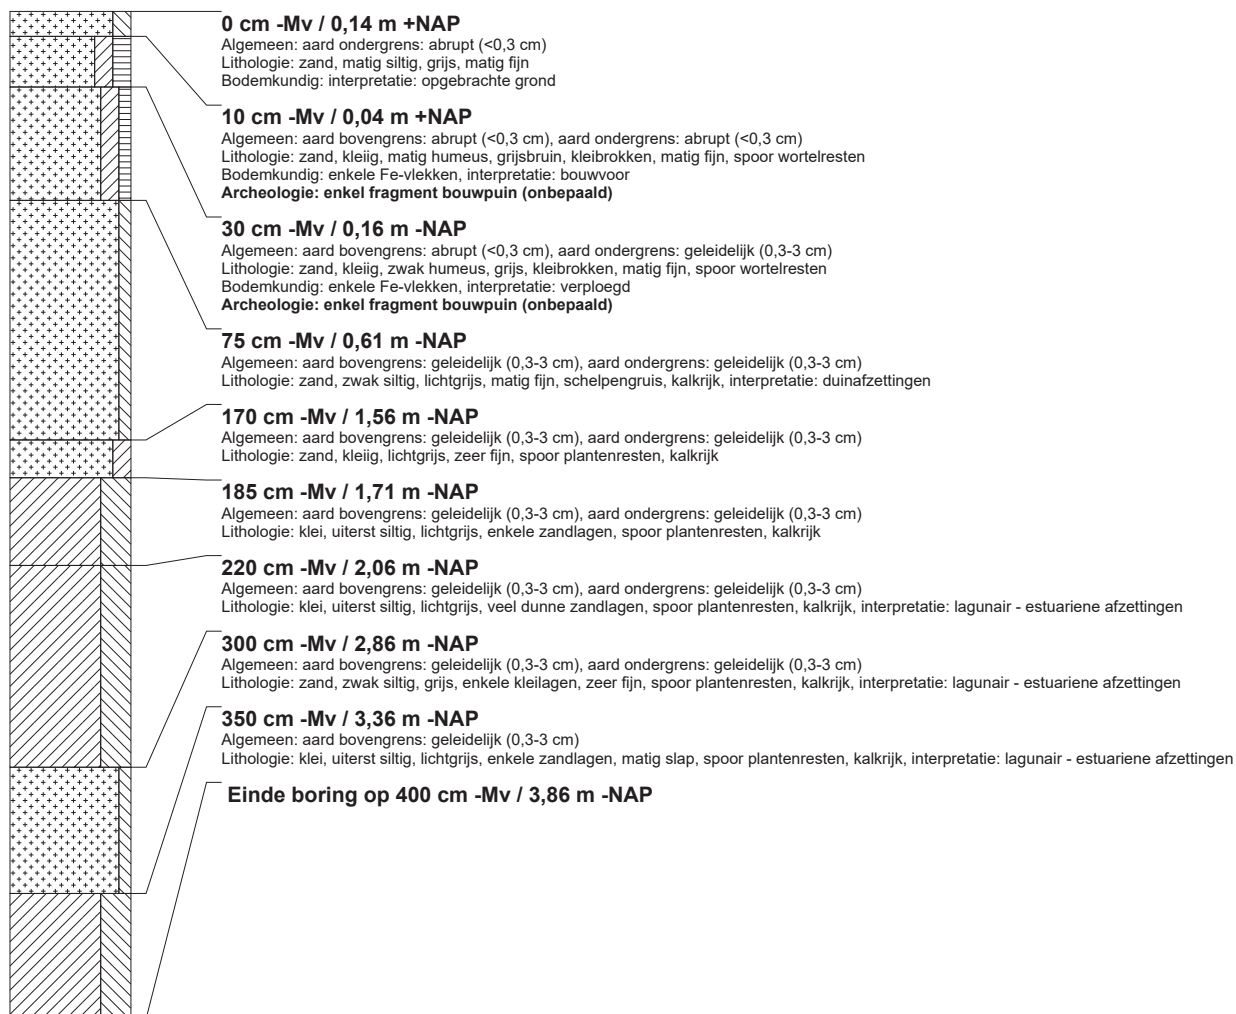 0 cm -Mv / 0,14 m +NAP
Algemeen: aard ondergrens: abrupt (<0,3 cm)
Lithologie: zand, matig siltig, grijs, matig fijn
Bodemkundig: interpretatie: opgebrachte grond
10 cm -Mv / 0,04 m +NAP
Algemeen: aard bovengrens: abrupt (<0,3 cm), aard ondergrens: abrupt (<0,3 cm)
Lithologie: zand, kleiig, matig humeus, grijsbruin, kleibrokken, matig fijn, spoor wortelresten
Bodemkundig: enkele Fe-vlekken, interpretatie: bouwvoor
Archeologie: enkel fragment bouwpuin (onbepaald)
30 cm -Mv / 0,16 m -NAP
Algemeen: aard bovengrens: abrupt (<0,3 cm), aard ondergrens: geleidelijk (0,3-3 cm)
Lithologie: zand, kleiig, zwak humeus, grijs, kleibrokken, matig fijn, spoor wortelresten
Bodemkundig: enkele Fe-vlekken, interpretatie: verploegd
Archeologie: enkel fragment bouwpuin (onbepaald)
75 cm -Mv / 0,61 m -NAP
Algemeen: aard bovengrens: geleidelijk (0,3-3 cm), aard ondergrens: geleidelijk (0,3-3 cm)
Lithologie: zand, zwak siltig, lichtgrijs, matig fijn, schelpengruis, kalkrijk, interpretatie: duinafzettingen
170 cm -Mv / 1,56 m -NAP
Algemeen: aard bovengrens: geleidelijk (0,3-3 cm), aard ondergrens: geleidelijk (0,3-3 cm)
Lithologie: zand, kleiig, lichtgrijs, zeer fijn, spoor plantenresten, kalkrijk
185 cm -Mv / 1,71 m -NAP
Algemeen: aard bovengrens: geleidelijk (0,3-3 cm), aard ondergrens: geleidelijk (0,3-3 cm)
Lithologie: klei, uiterst siltig, lichtgrijs, enkele zandlagen, spoor plantenresten, kalkrijk
220 cm -Mv / 2,06 m -NAP
Algemeen: aard bovengrens: geleidelijk (0,3-3 cm), aard ondergrens: geleidelijk (0,3-3 cm)
Lithologie: klei, uiterst siltig, lichtgrijs, veel dunne zandlagen, spoor plantenresten, kalkrijk, interpretatie: lagunair - estuariene afzettingen
300 cm -Mv / 2,86 m -NAP
Algemeen: aard bovengrens: geleidelijk (0,3-3 cm), aard ondergrens: geleidelijk (0,3-3 cm)
Lithologie: zand, zwak siltig, grijs, enkele kleilagen, zeer fijn, spoor plantenresten, kalkrijk, interpretatie: lagunair - estuariene afzettingen
350 cm -Mv / 3,36 m -NAP
Algemeen: aard bovengrens: geleidelijk (0,3-3 cm)
Lithologie: klei, uiterst siltig, lichtgrijs, enkele zandlagen, matig slap, spoor plantenresten, kalkrijk, interpretatie: lagunair - estuariene afzettingen
Einde boring op 400 cm -Mv / 3,86 m -NAP